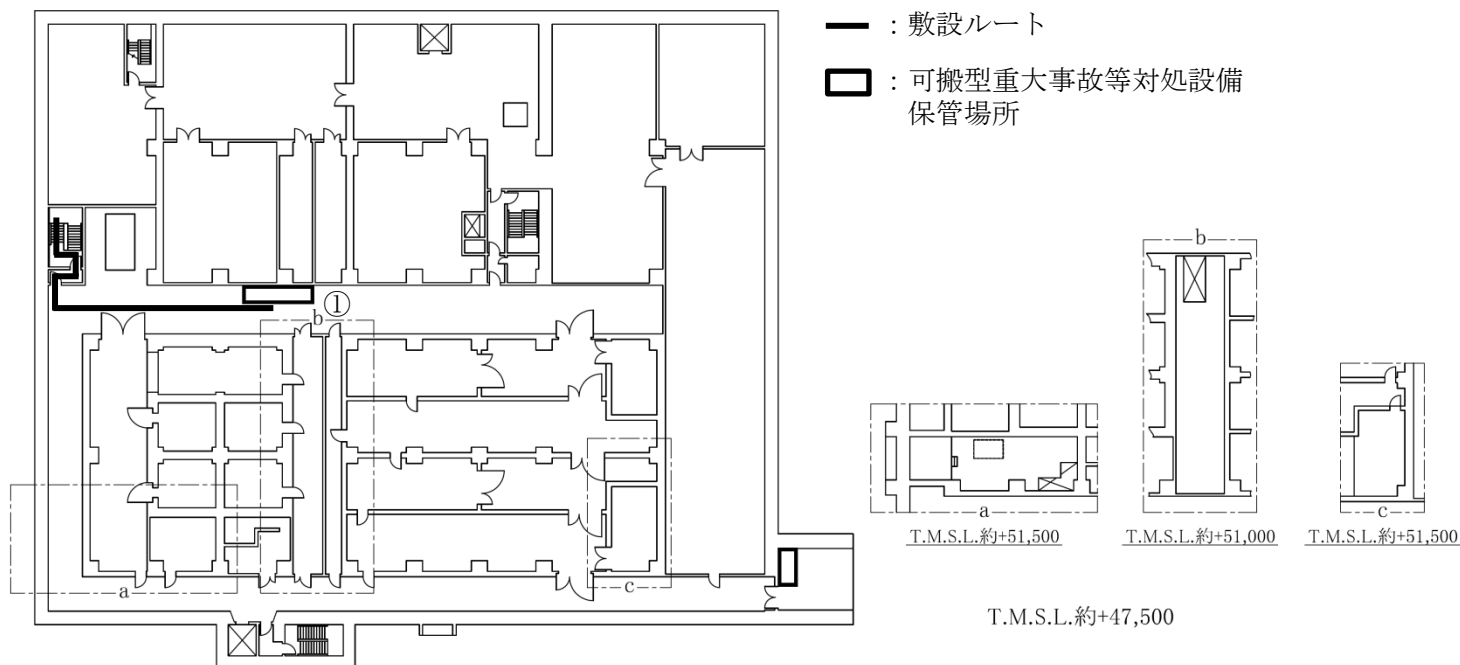 ：敷設ルート
：可搬型重大事故等対処設備
保管場所
①
b
a
c
b
a
c
T.M.S.L.約+51,500
T.M.S.L.約+51,000
T.M.S.L.約+51,500
T.M.S.L.約+47,500